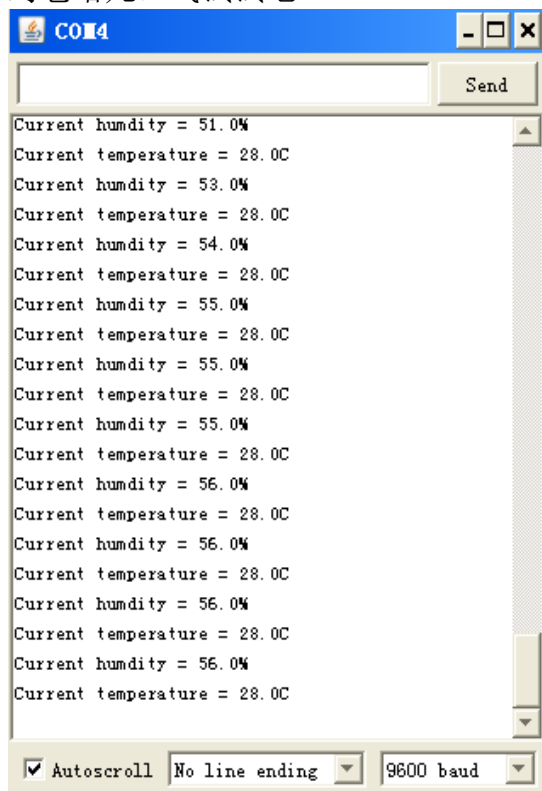 COM4
Send
Current humdity = 51.0%
Current temperature = 28.0C
Current humdity = 53.0%
Current temperature = 28.0C
Current humdity = 54.0%
Current temperature = 28.0C
Current humdity = 55.0%
Current temperature = 28.0C
Current humdity = 55.0%
Current temperature = 28.0C
Current humdity = 55.0%
Current temperature = 28.0C
Current humdity = 56.0%
Current temperature = 28.0C
Current humdity = 56.0%
Current temperature = 28.0C
Current humdity = 56.0%
Current temperature = 28.0C
Current humdity = 56.0%
Current temperature = 28.0C
Autoscroll No line ending 9600 baud